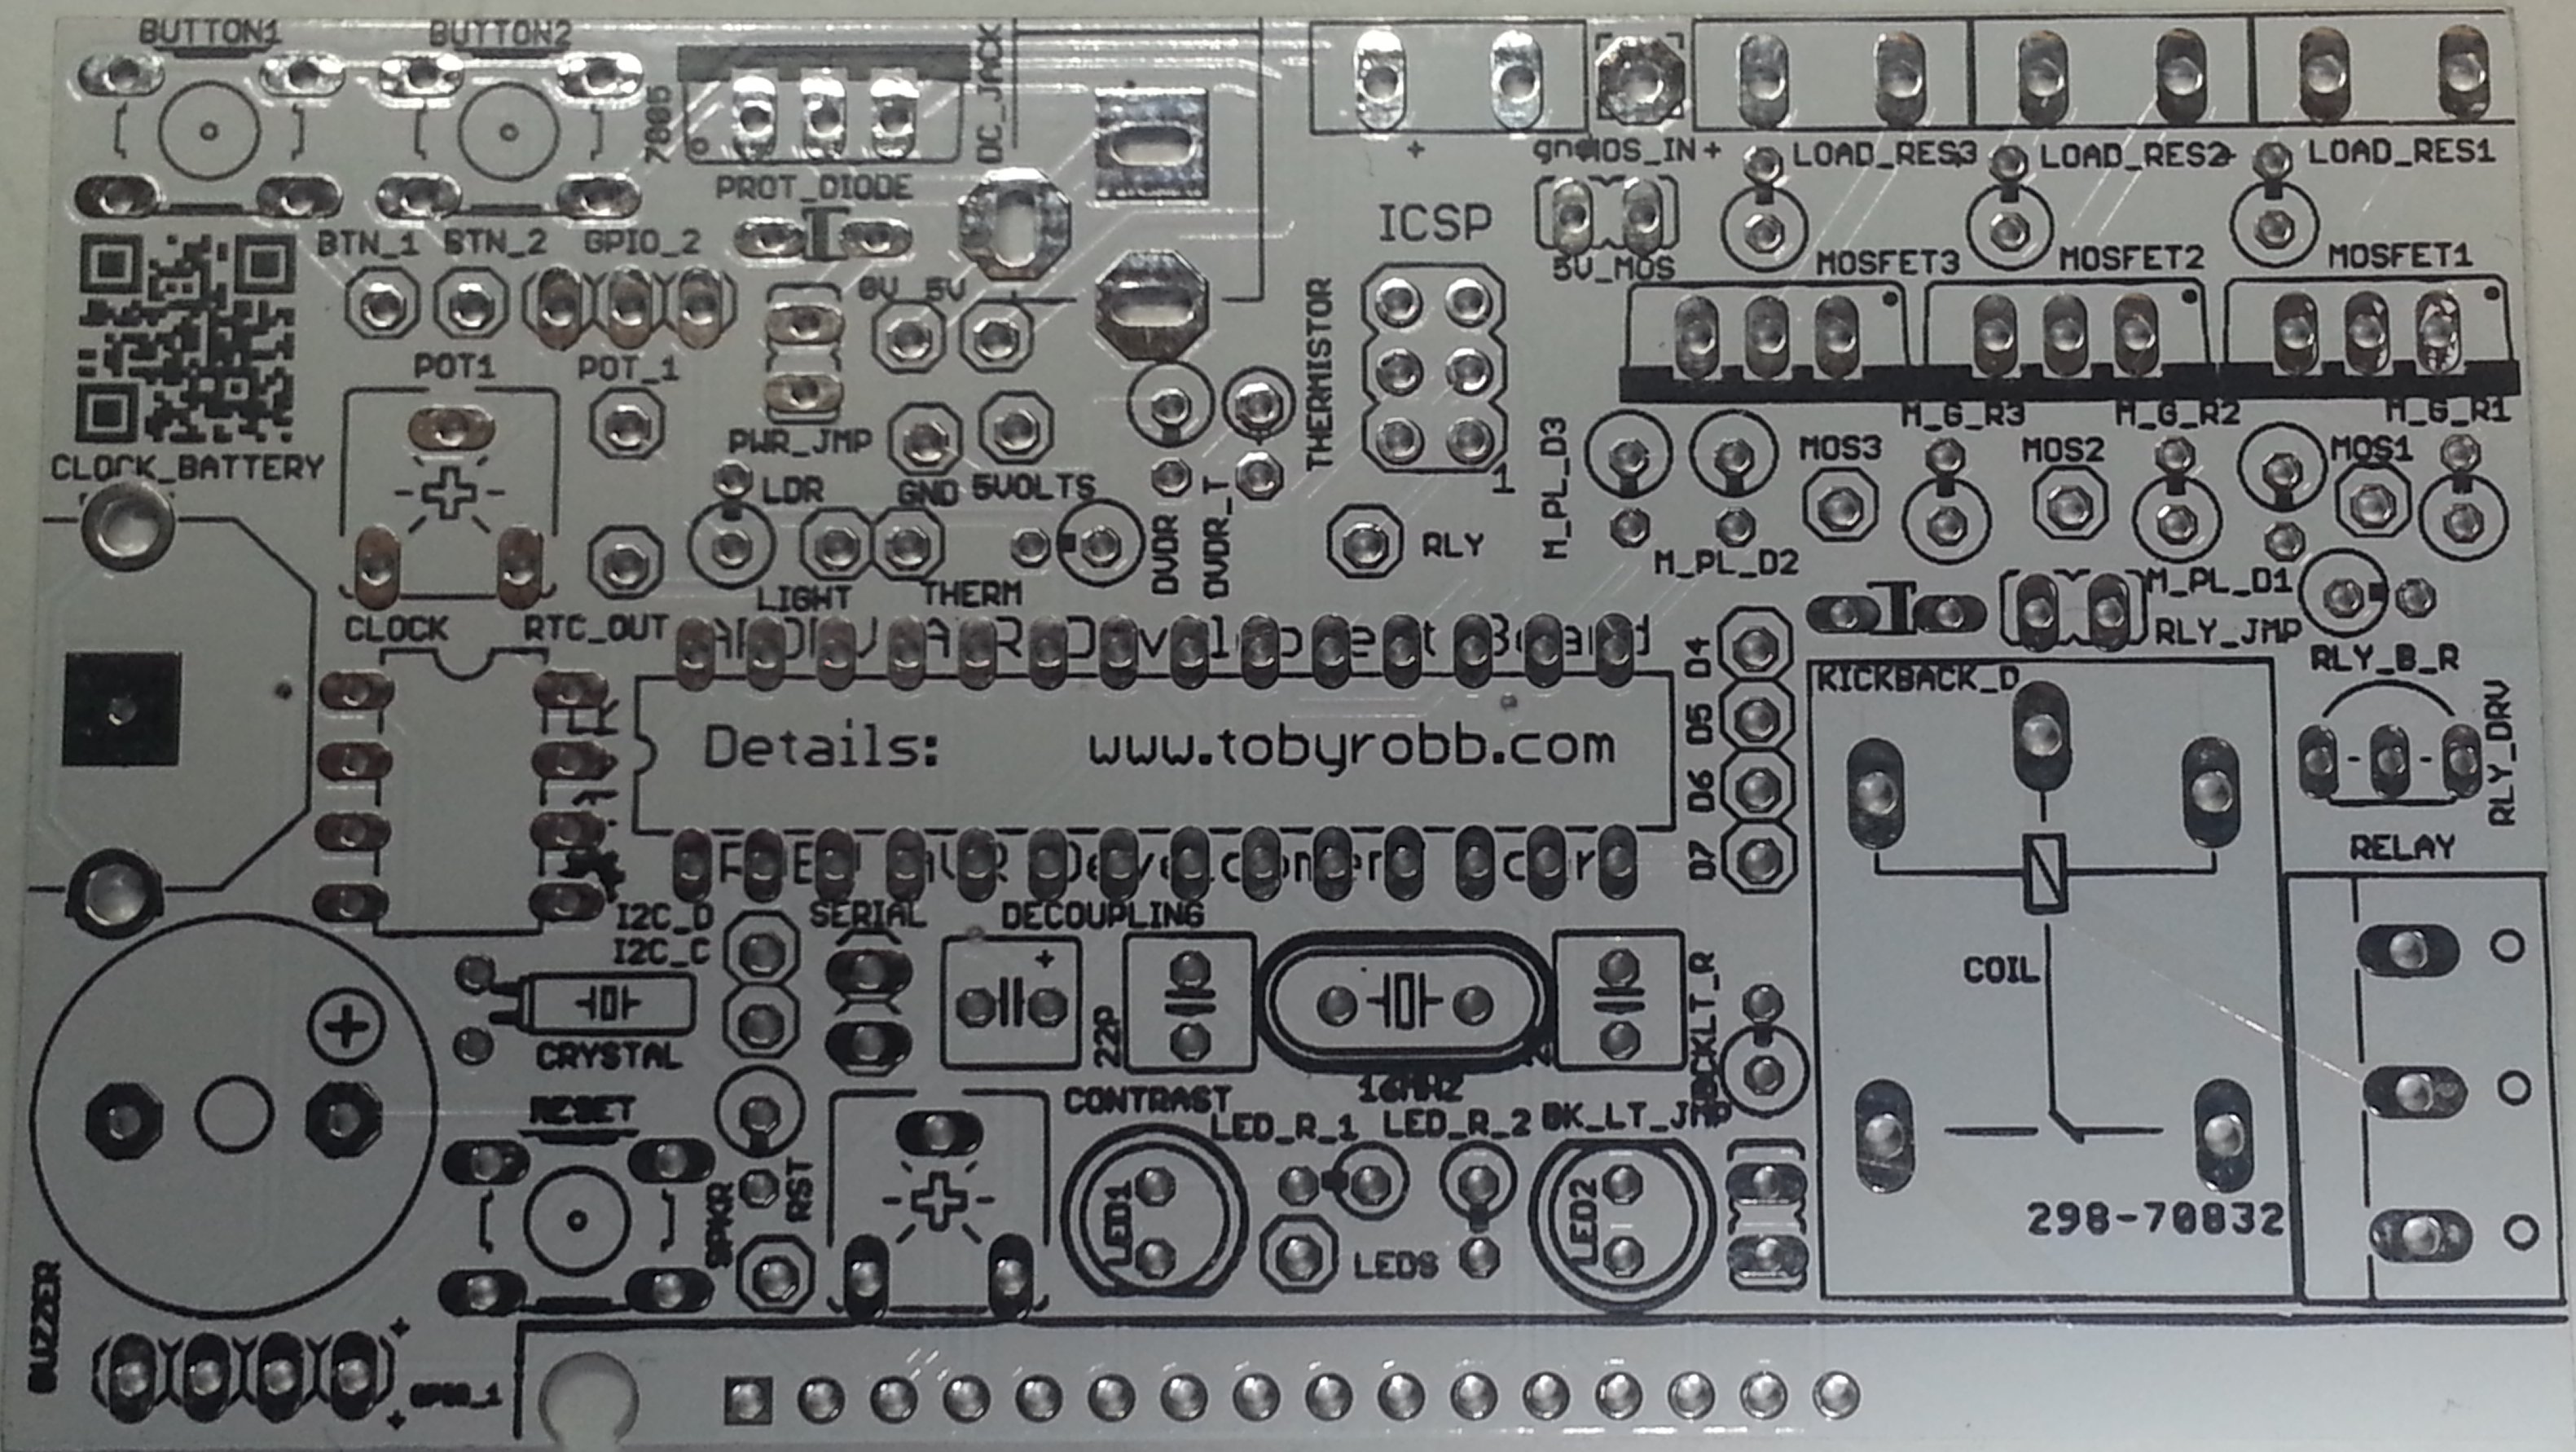 BUTTON1 BUTTON2
7805
DC_JACK
PROT_DIODE
+
gnd MOS_IN +
LOAD_RES3
LOAD_RES2 +
LOAD_RES1
ICSP
5V_MOS
BTN_1 BTN_2 GPIO_2
MOSFET3
MOSFET2
MOSFET1
5V
THERMISTOR
POT1
POT_1
PWR_JMP
M_G_R3
M_G_R2
M_G_R1
CLOCK_BATTERY
LDR
GND 5VOLTS
1
M_PL_D3
MOS3
MOS2
MOS1
DVDR
DVDR_T
RLY
M_PL_D2
M_PL_D1
LIGHT
THERM
CLOCK
RTC_OUT
RLY_JMP
RLY_B_R
KICKBACK_D
D4
D5
D6
D7
Details: www.tobyrobb.com
RLY_DRV
RELAY
I2C_D
I2C_C
SERIAL
DECOUPLING
+
COIL
22P
CRYSTAL
BCKLT_R
16MHZ
RESET
CONTRAST
LED_R_1
LED_R_2
BK_LT_JMP
RST
SPKR
LED1
LED2
LEDS
298-70832
BUZZER
+
GPIO_1
+